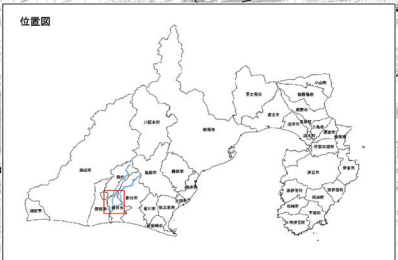 位置図
小山町
御殿場市
富士宮市
裾野市
富士市
長泉町
沼津市
三島市
清水町
函南町
熱海市
伊豆の国市
川根本町
静岡市
伊東市
伊豆市
浜松市
森町
島田市
藤枝市
焼津市
西伊豆町
東伊豆町
掛川市
吉田町
河津町
磐田市
袋井市
菊川市
牧之原市
松崎町
下田市
湖西市
御前崎市
南伊豆町